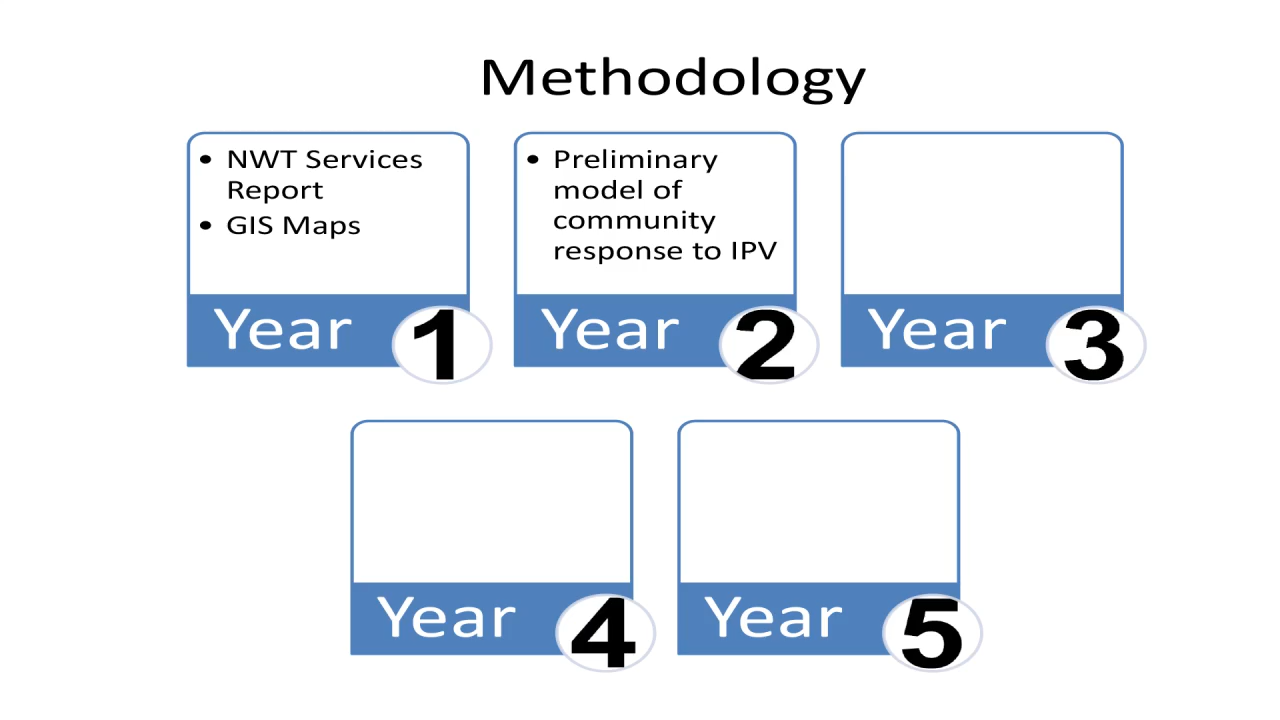 Methodology
• NWT Services
Report
• GIS Maps
Year 1
• Preliminary
model of
community
response to IPV
Year 2
Year 3
Year 4
Year 5